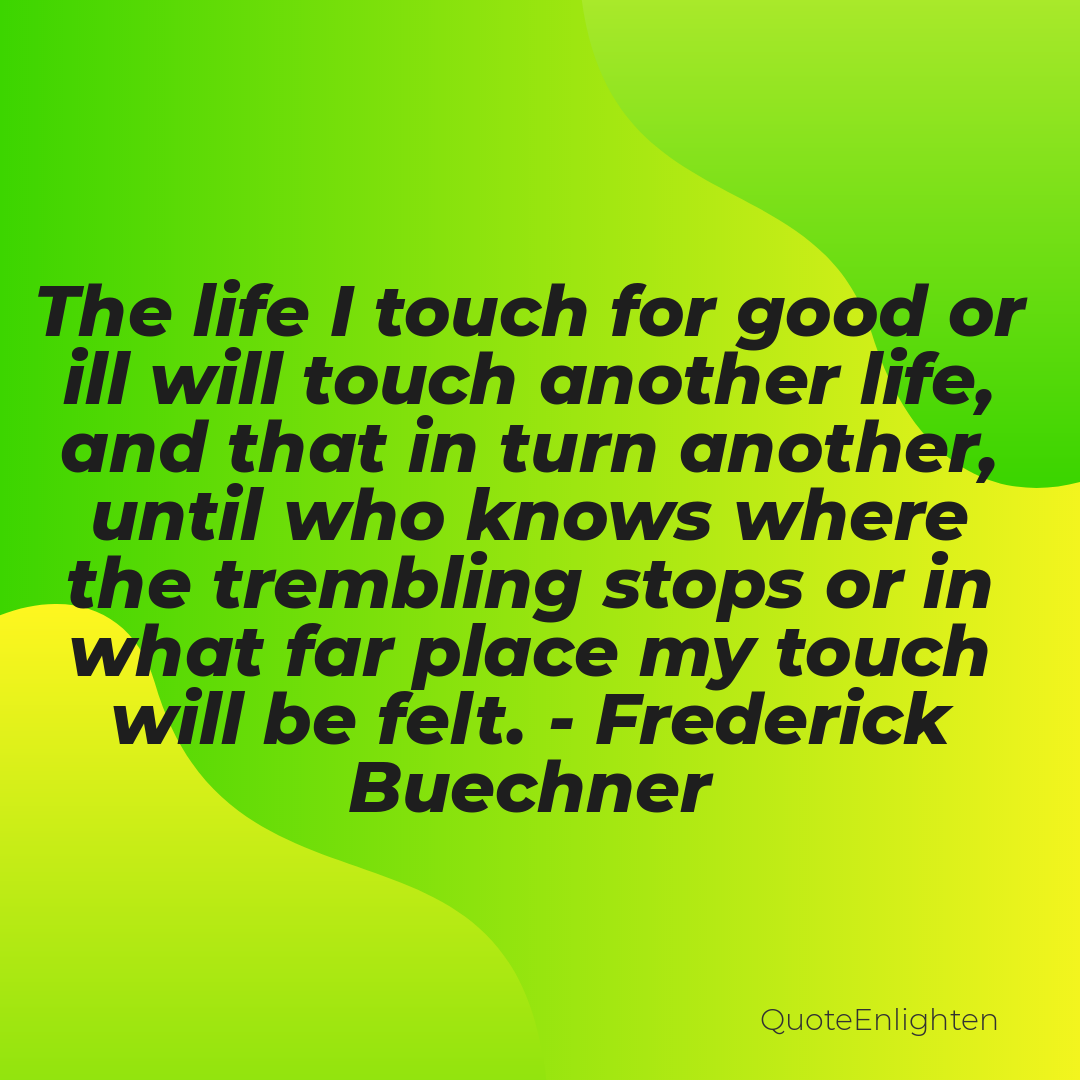 The life I touch for good or
ill will touch another life,
and that in turn another,
until who knows where
the trembling stops or in
what far place my touch
will be felt. - Frederick
Buechner
QuoteEnlighten